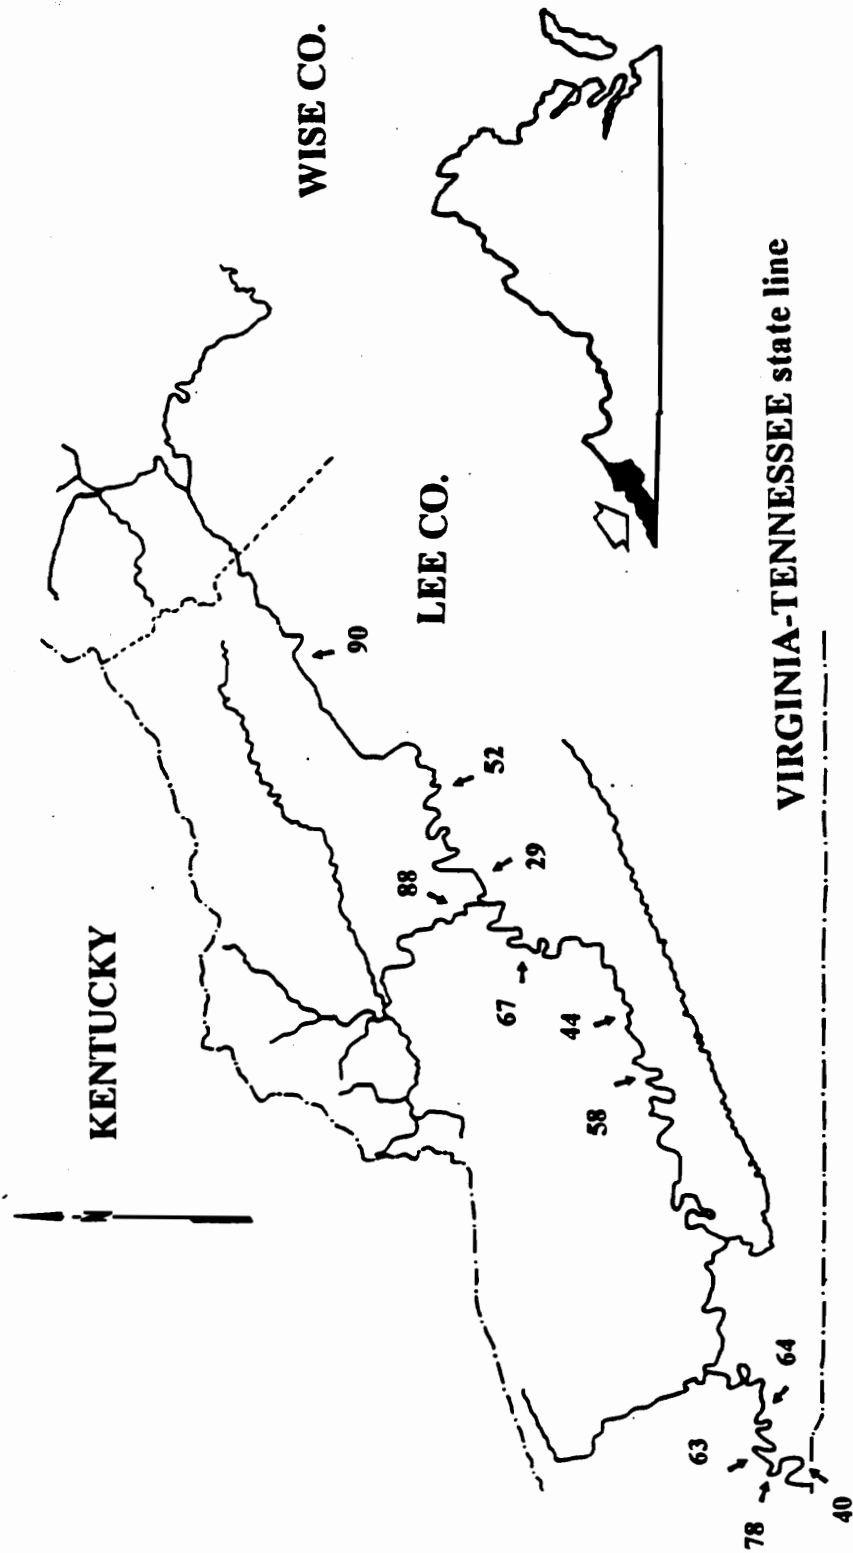 KENTUCKY
WISE CO.
LEE CO.
N
90
52
88
29
67
44
58
64
63
78
40
VIRGINIA-TENNESSEE state line